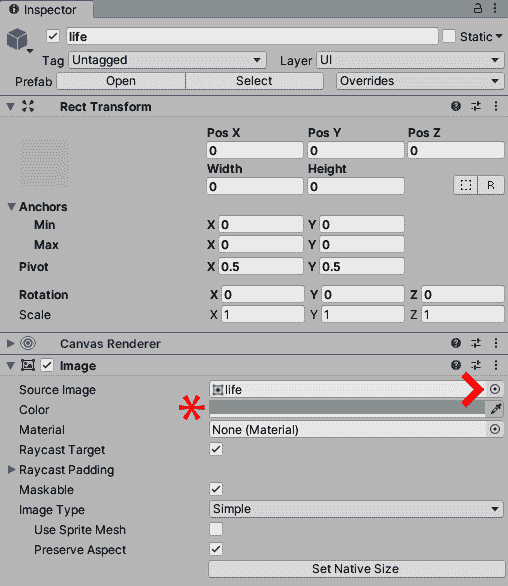 Inspector
life Static
Tag Untagged Layer UI
Prefab Open Select Overrides
Rect Transform
Pos X Pos Y Pos Z
0 0 0
Width Height
0 0
R
Anchors
Min X 0 Y 0
Max X 0 Y 0
Pivot X 0.5 Y 0.5
Rotation X 0 Y 0 Z 0
Scale X 1 Y 1 Z 1
Canvas Renderer
Image
Source Image life
Color
Material None (Material)
Raycast Target
Raycast Padding
Maskable
Image Type Simple
Use Sprite Mesh
Preserve Aspect
Set Native Size